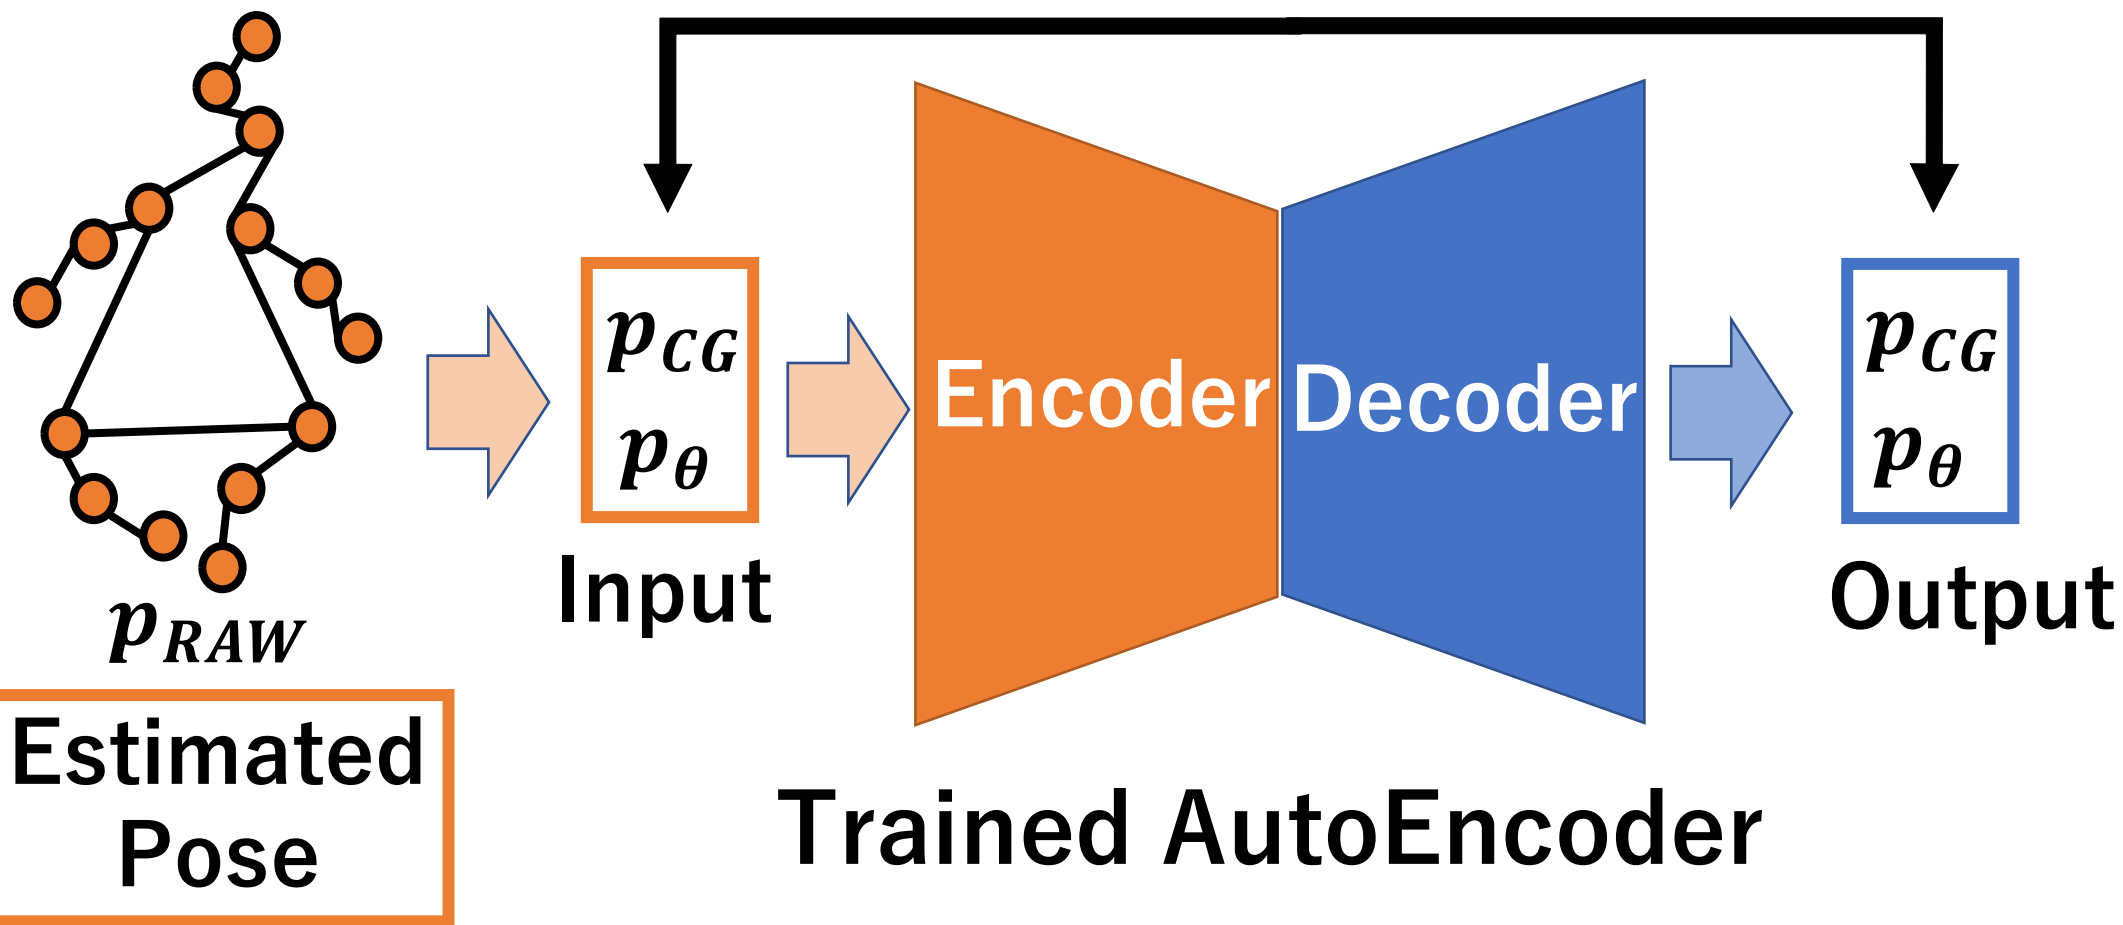 p_RAW
Estimated
Pose
p_CG
p_θ
Input
Encoder
Decoder
Trained AutoEncoder
p_CG
p_θ
Output